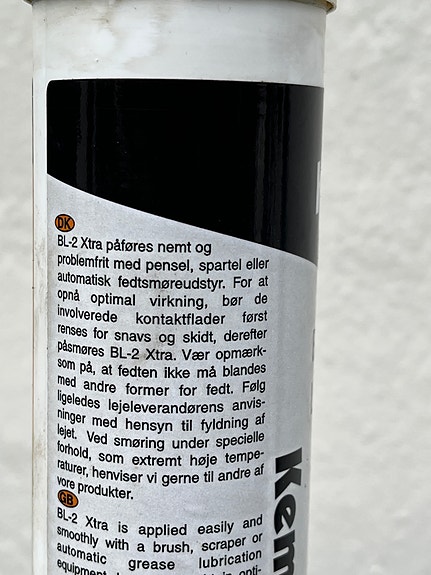 DK
BL-2 Xtra påføres nemt og
problemfrit med pensel, spartel eller
automatisk fedtsmøreudstyr. For at
opnå optimal virkning, bør de
involverede kontaktflader først
renses for snavs og skidt, derefter
påsmøres BL-2 Xtra. Vær opmærk-
som på, at fedten ikke må blandes
med andre former for fedt. Følg
ligeledes lejeleverandørens anvis-
ninger med hensyn til fyldning af
lejet. Ved smøring under specielle
forhold, som extremt høje tempe-
raturer, henviser vi gerne til andre af
vore produkter.
GB
BL-2 Xtra is applied easily and
smoothly with a brush, scraper or
automatic grease lubrication
Kem